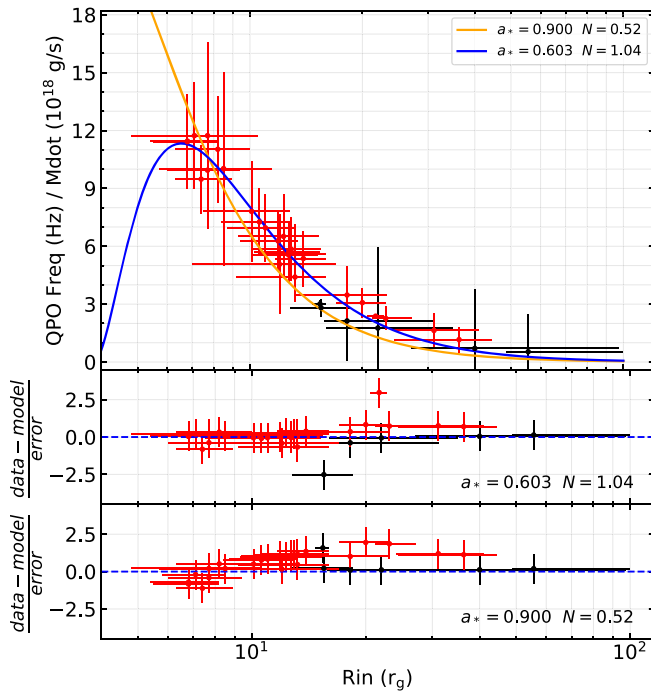 a* = 0.900 N = 0.52
a* = 0.603 N = 1.04
QPO Freq (Hz) / Mdot (10^18 g/s)
18
15
12
9
6
3
0
data−model
error
2.5
0.0
−2.5
a* = 0.603 N = 1.04
data−model
error
2.5
0.0
−2.5
a* = 0.900 N = 0.52
10^1
10^2
Rin (r_g)